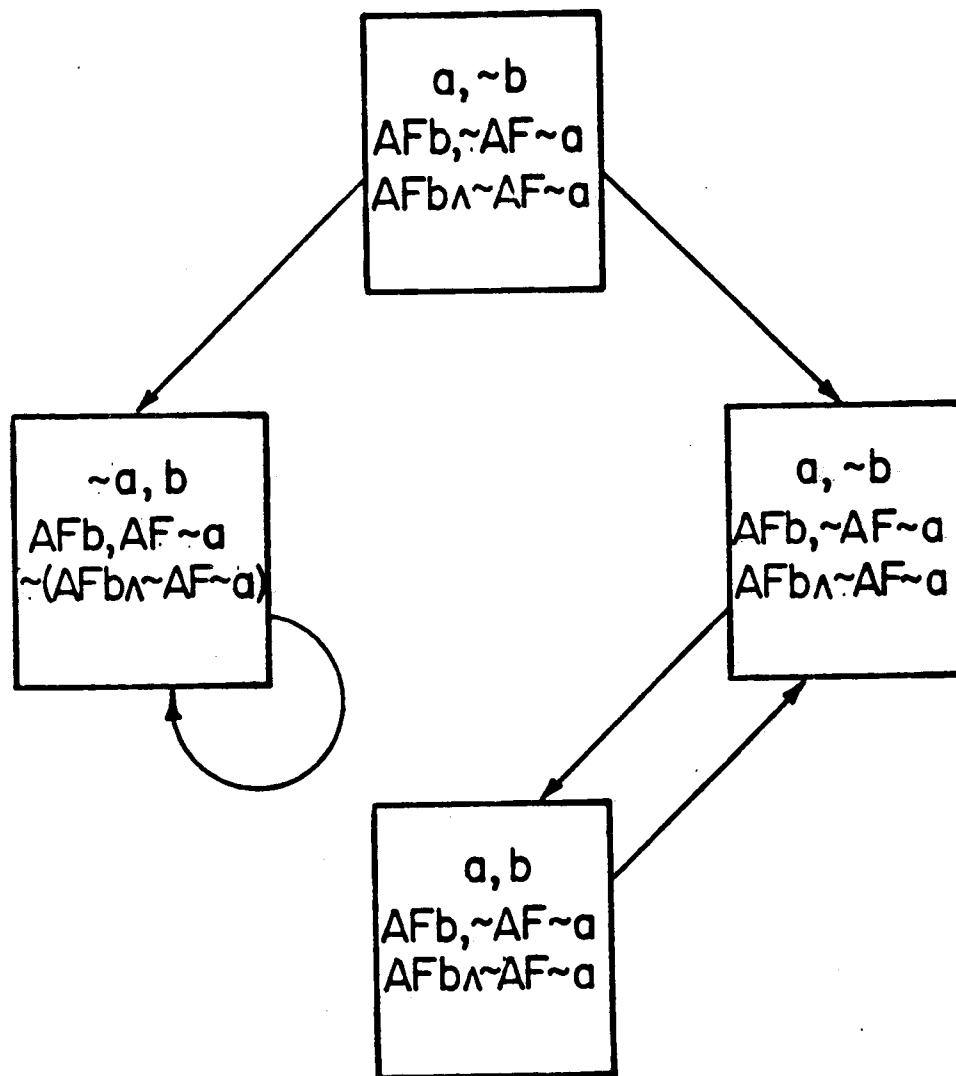 a, ~b
AFb, ~AF~a
AFb∧~AF~a
~a, b
AFb, AF~a
~(AFb∧~AF~a)
a, ~b
AFb, ~AF~a
AFb∧~AF~a
a, b
AFb, ~AF~a
AFb∧~AF~a